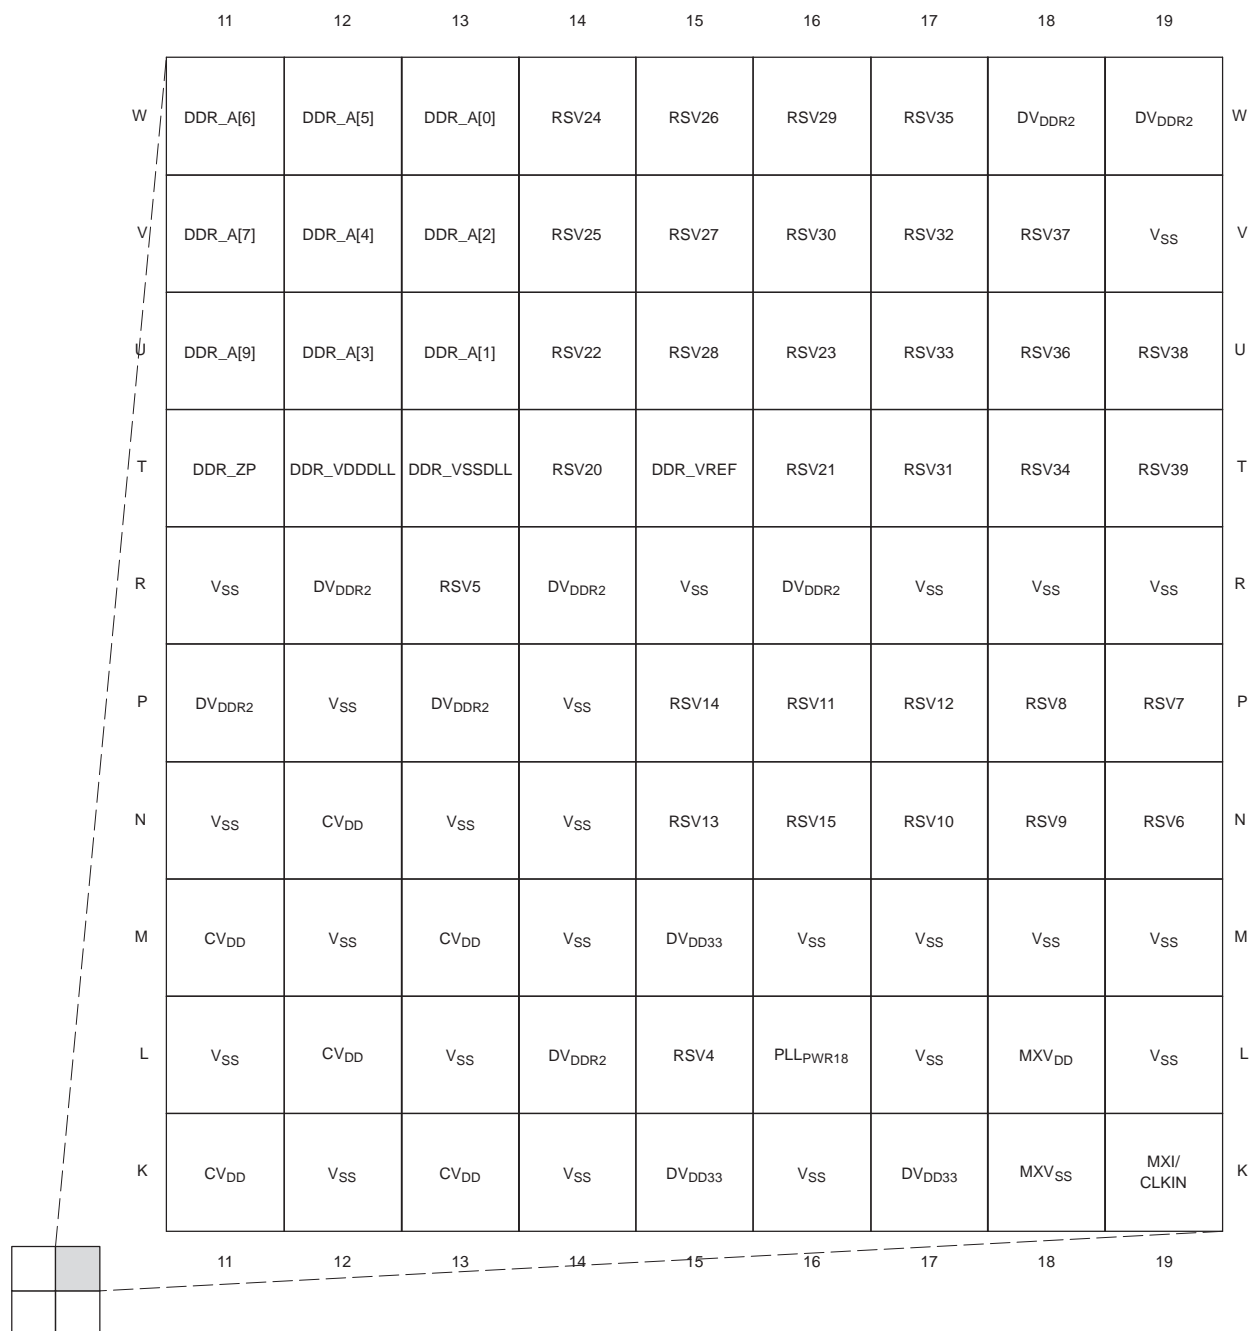 11 12 13 14 15 16 17 18 19
W DDR_A[6] DDR_A[5] DDR_A[0] RSV24 RSV26 RSV29 RSV35 DVDDR2 DVDDR2 W
V DDR_A[7] DDR_A[4] DDR_A[2] RSV25 RSV27 RSV30 RSV32 RSV37 VSS V
U DDR_A[9] DDR_A[3] DDR_A[1] RSV22 RSV28 RSV23 RSV33 RSV36 RSV38 U
T DDR_ZP DDR_VDDDLL DDR_VSSDLL RSV20 DDR_VREF RSV21 RSV31 RSV34 RSV39 T
R VSS DVDDR2 RSV5 DVDDR2 VSS DVDDR2 VSS VSS VSS R
P DVDDR2 VSS DVDDR2 VSS RSV14 RSV11 RSV12 RSV8 RSV7 P
N VSS CVDD VSS VSS RSV13 RSV15 RSV10 RSV9 RSV6 N
M CVDD VSS CVDD VSS DVDD33 VSS VSS VSS VSS M
L VSS CVDD VSS DVDDR2 RSV4 PLLPWR18 VSS MXVDD VSS L
K CVDD VSS CVDD VSS DVDD33 VSS DVDD33 MXVSS MXI/ K
CLKIN
11 12 13 14 15 16 17 18 19